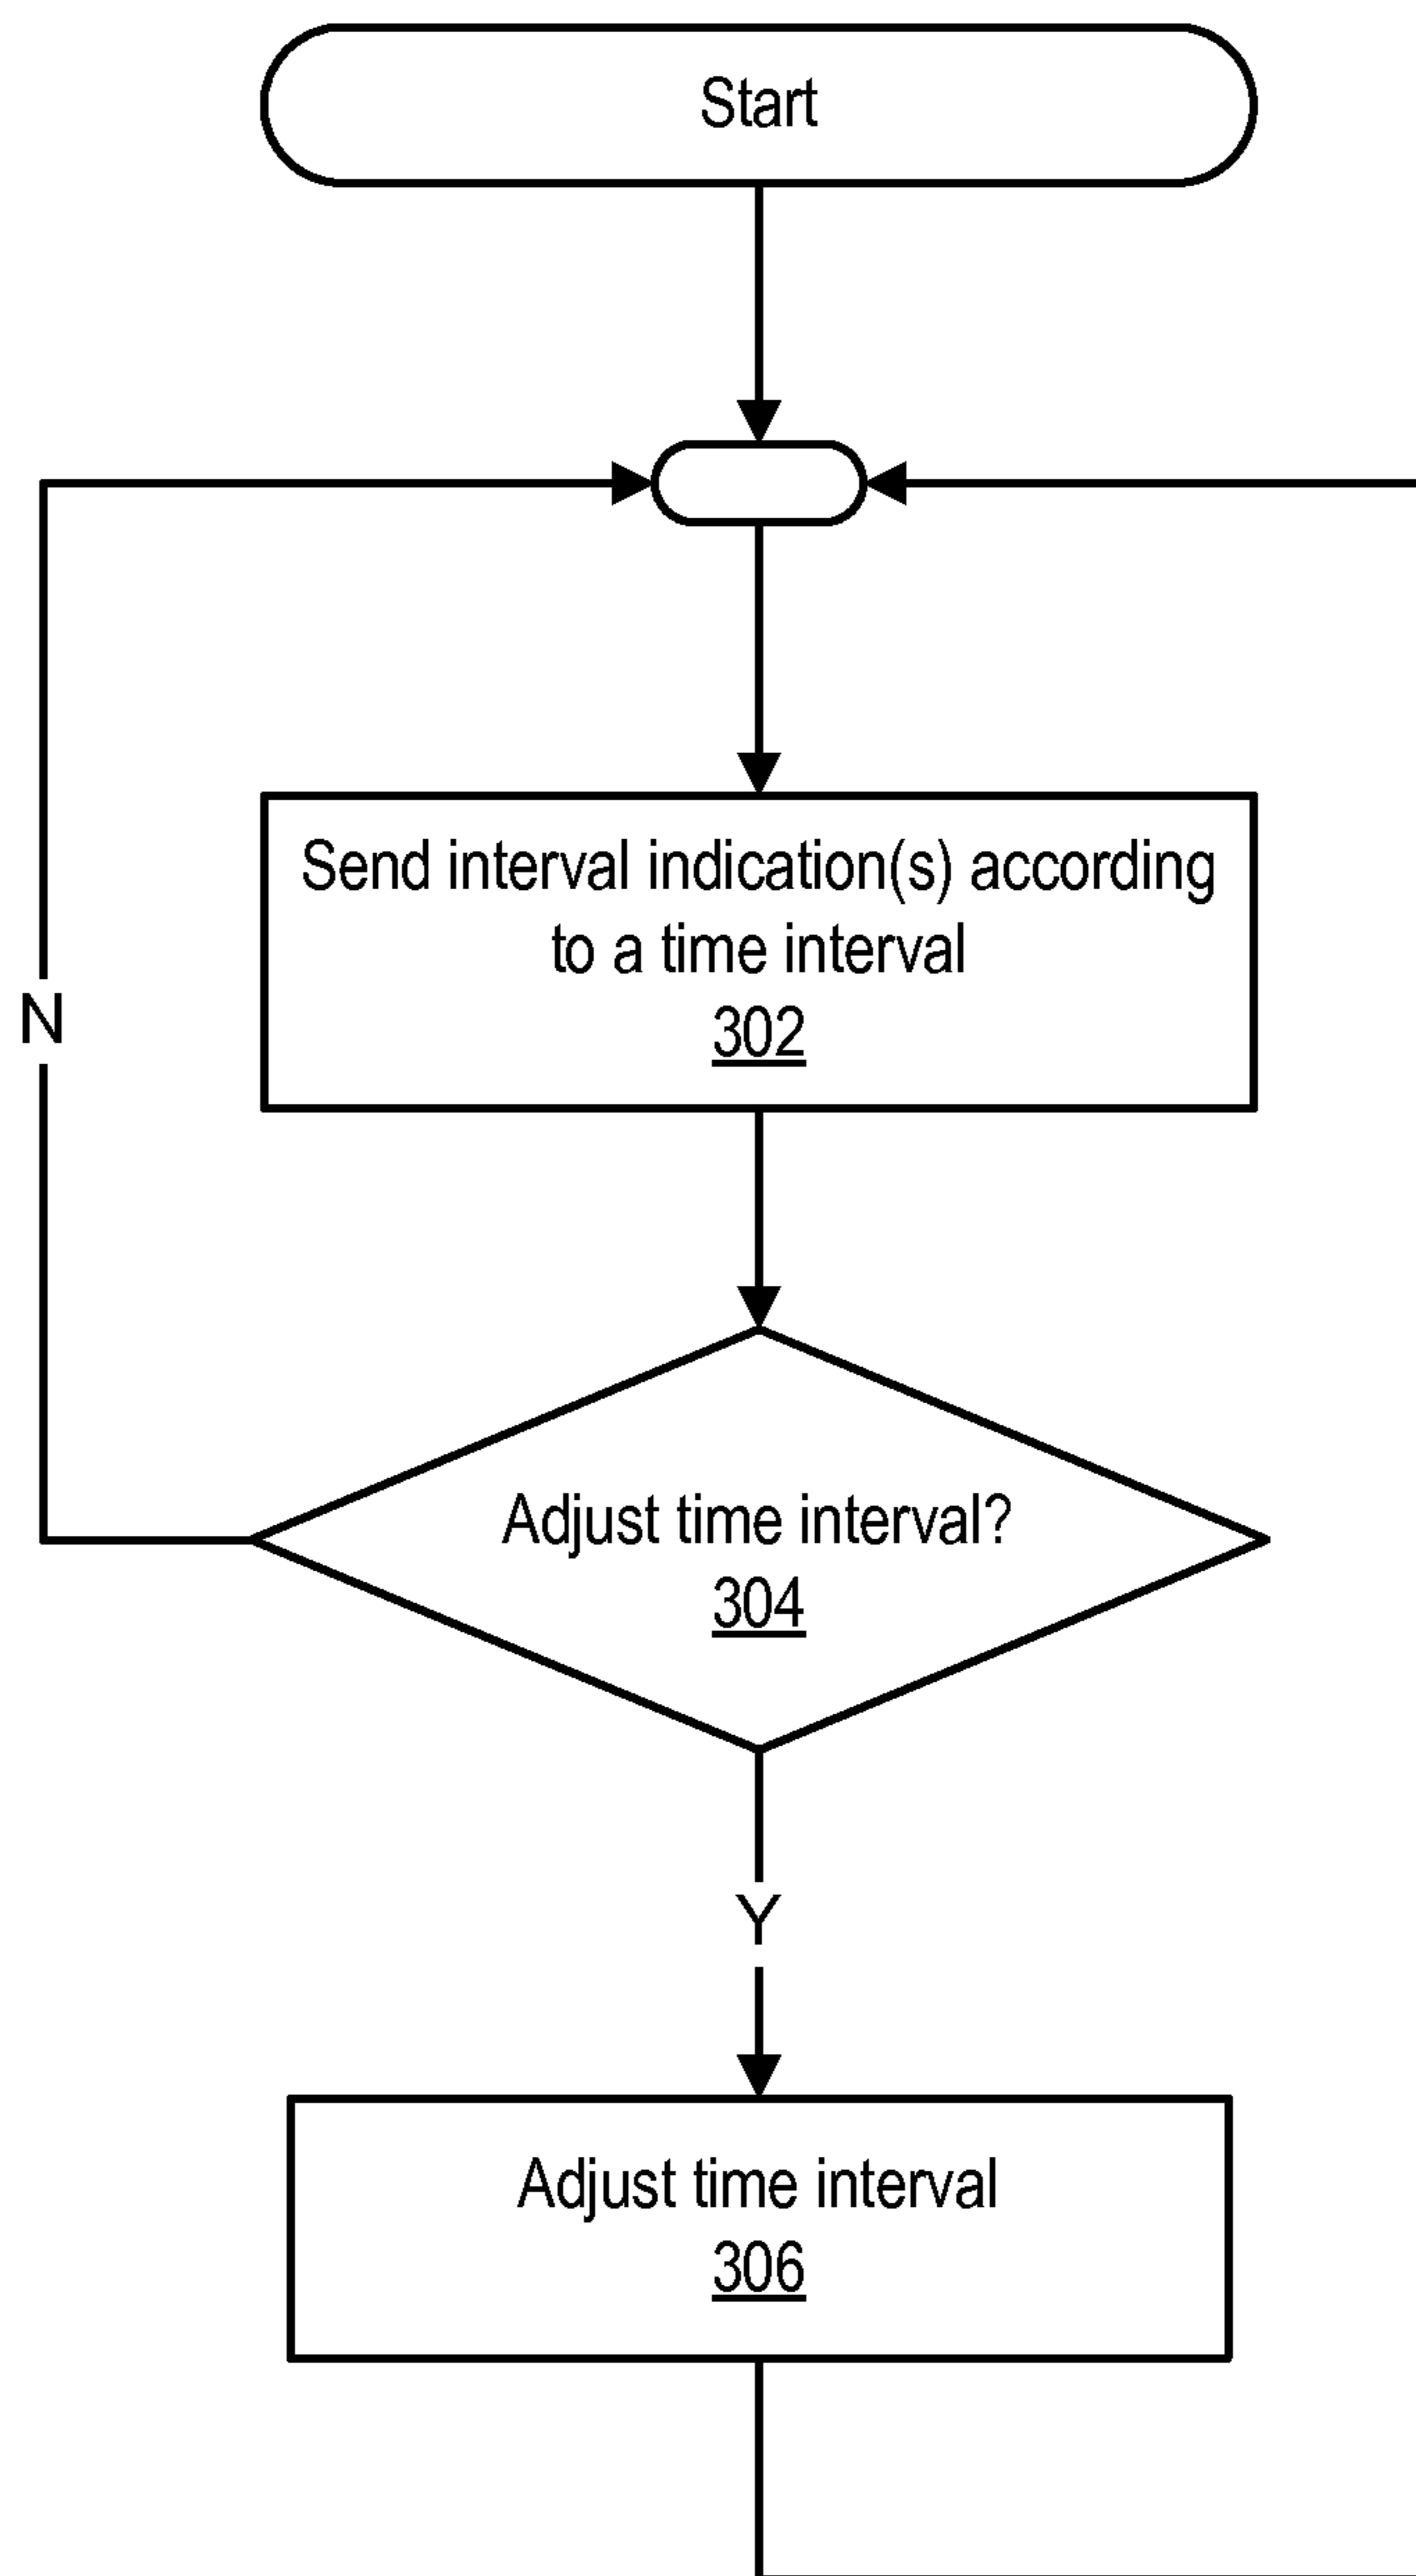 Start
Send interval indication(s) according
to a time interval
302
N
Adjust time interval?
304
Y
Adjust time interval
306